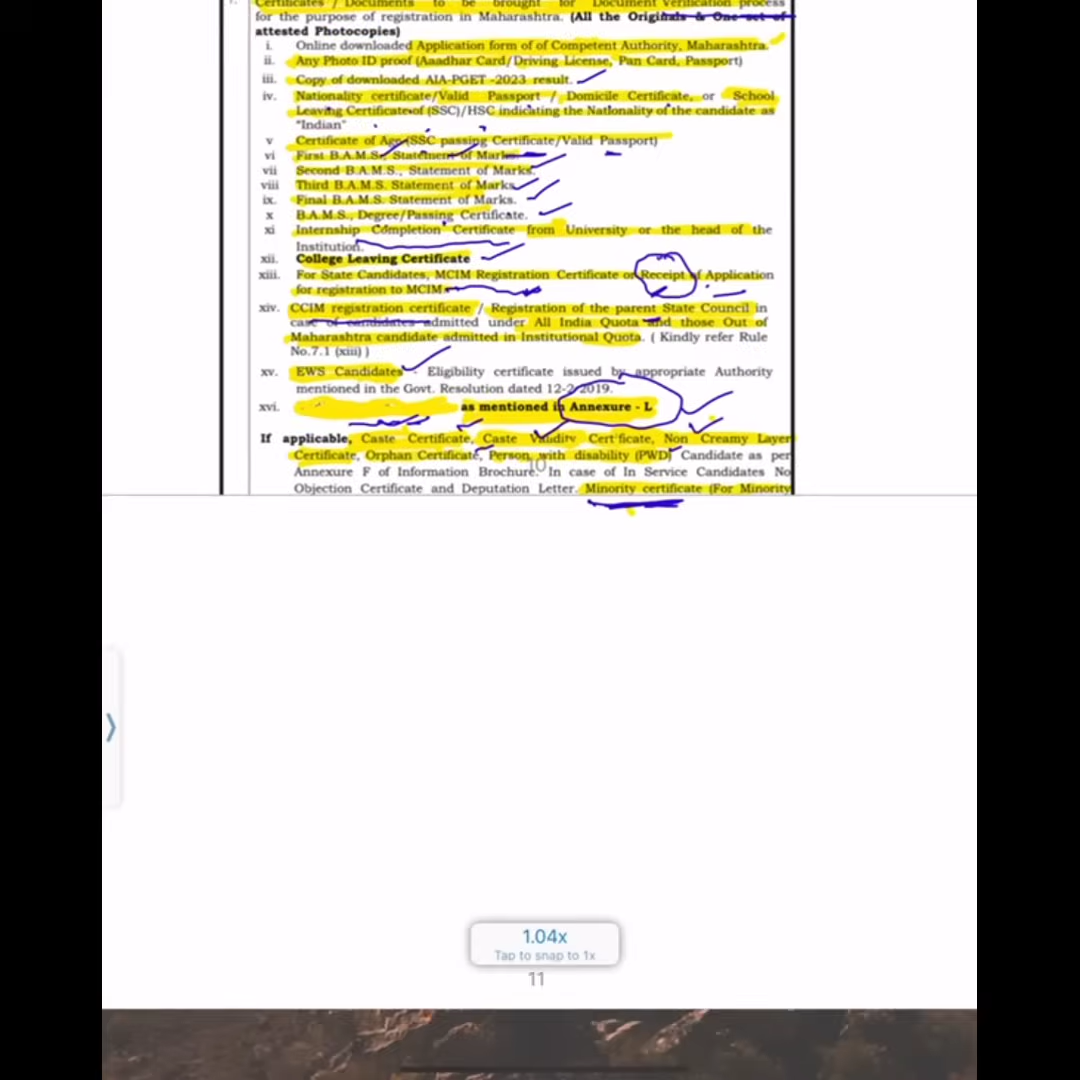 Certificates / Documents to be brought for Document Verification process
for the purpose of registration in Maharashtra. (All the Originals & One set of
attested Photocopies)
i. Online downloaded Application form of of Competent Authority, Maharashtra.
ii. Any Photo ID proof (Aaadhar Card/Driving License, Pan Card, Passport)
iii. Copy of downloaded AIA-PGET -2023 result.
iv. Nationality certificate/Valid Passport / Domicile Certificate, or School
Leaving Certificate of (SSC)/HSC indicating the Nationality of the candidate as
"Indian"
v Certificate of Age (SSC passing Certificate/Valid Passport)
vi First B.A.M.S., Statement of Marks.
vii Second B.A.M.S., Statement of Marks.
viii Third B.A.M.S. Statement of Marks
ix. Final B.A.M.S. Statement of Marks.
x B.A.M.S., Degree/Passing Certificate.
xi Internship Completion Certificate from University or the head of the
Institution.
xii. College Leaving Certificate
xiii. For State Candidates, MCIM Registration Certificate or Receipt of Application
for registration to MCIM
xiv. CCIM registration certificate / Registration of the parent State Council in
case of candidates admitted under All India Quota and those Out of
Maharashtra candidate admitted in Institutional Quota. ( Kindly refer Rule
No.7.1 (xiii) )
xv. EWS Candidates - Eligibility certificate issued by appropriate Authority
mentioned in the Govt. Resolution dated 12-2-2019.
xvi. as mentioned in Annexure - L
If applicable, Caste Certificate, Caste Validity Certificate, Non Creamy Layer
Certificate, Orphan Certificate, Person with disability (PWD) Candidate as per
Annexure F of Information Brochure. In case of In Service Candidates No
10
Objection Certificate and Deputation Letter. Minority certificate (For Minority
1.04x
Tap to snap to 1x
11